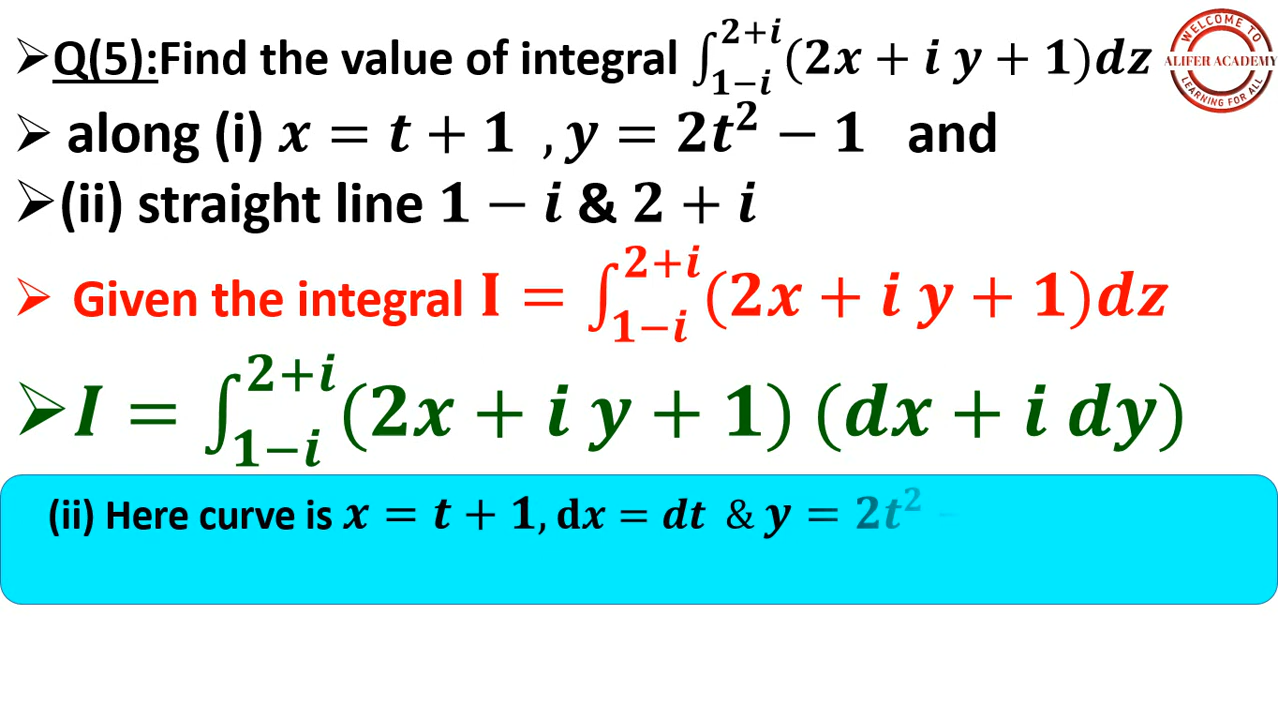 ➢Q(5):Find the value of integral ∫_{1−i}^{2+i}(2x + i y + 1)dz
➢ along (i) x = t + 1 , y = 2t² − 1 and
➢(ii) straight line 1 − i & 2 + i
➢ Given the integral I = ∫_{1−i}^{2+i}(2x + i y + 1)dz
➢I = ∫_{1−i}^{2+i}(2x + i y + 1) (dx + i dy)
(ii) Here curve is x = t + 1, dx = dt & y = 2t² −
WELCOME TO
ALIFER ACADEMY
LEARNING FOR ALL